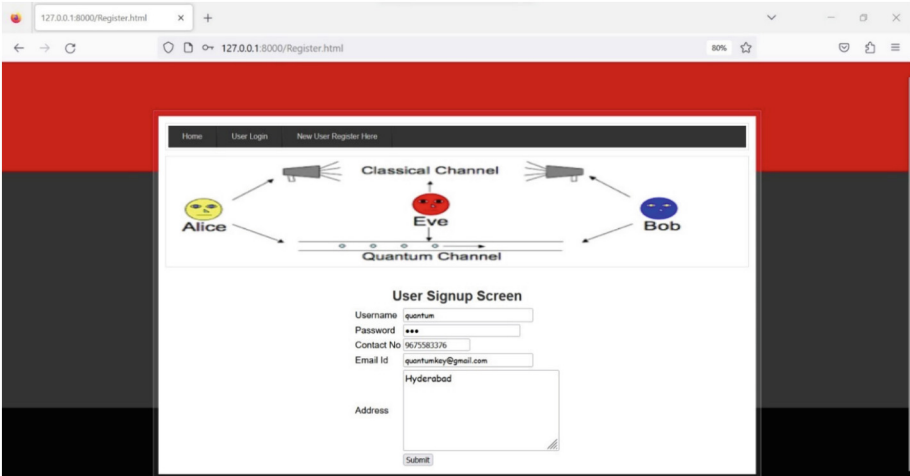 127.0.0.1:8000/Register.html
127.0.0.1:8000/Register.html 80%
Home User Login New User Register Here
Classical Channel
Alice Eve Bob
Quantum Channel
User Signup Screen
Username quantum
Password •••
Contact No 9675583376
Email Id quantumkey@gmail.com
Address Hyderabad
Submit